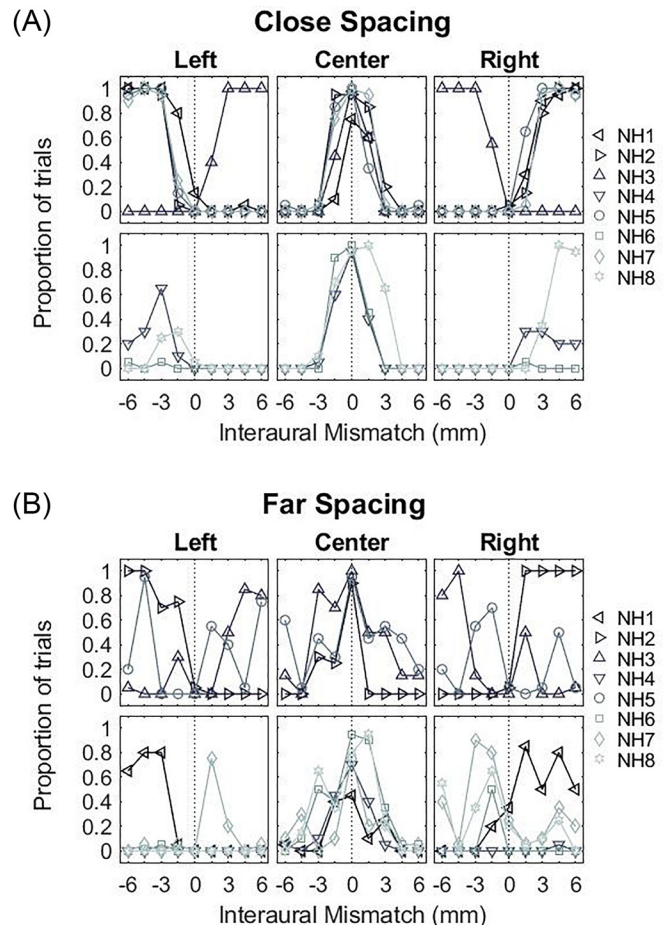 (A) Close Spacing
Left Center Right
1
0.8
0.6
0.4
0.2
0
Proportion of trials
1
0.8
0.6
0.4
0.2
0
-6 -3 0 3 6 -6 -3 0 3 6 -6 -3 0 3 6
Interaural Mismatch (mm)
NH1
NH2
NH3
NH4
NH5
NH6
NH7
NH8
(B) Far Spacing
Left Center Right
1
0.8
0.6
0.4
0.2
0
Proportion of trials
1
0.8
0.6
0.4
0.2
0
-6 -3 0 3 6 -6 -3 0 3 6 -6 -3 0 3 6
Interaural Mismatch (mm)
NH1
NH2
NH3
NH4
NH5
NH6
NH7
NH8